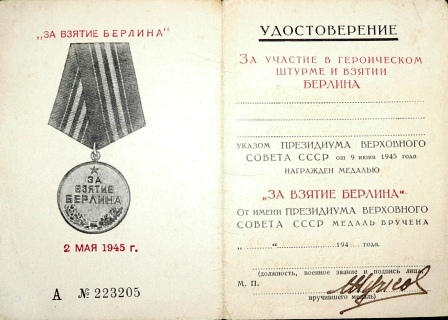 „ЗА ВЗЯТИЕ БЕРЛИНА"
ЗА
ВЗЯТИЕ
БЕРЛИНА
2 МАЯ 1945 г.
А № 223205
УДОСТОВЕРЕНИЕ
ЗА УЧАСТИЕ В ГЕРОИЧЕСКОМ
ШТУРМЕ И ВЗЯТИИ
БЕРЛИНА
УКАЗОМ ПРЕЗИДИУМА ВЕРХОВНОГО
СОВЕТА СССР от 9 июня 1945 года
НАГРАЖДЕН МЕДАЛЬЮ
„ЗА ВЗЯТИЕ БЕРЛИНА"
От имени ПРЕЗИДИУМА ВЕРХОВНОГО
СОВЕТА СССР МЕДАЛЬ ВРУЧЕНА
„ " 194 года.
(должность, военное звание и подпись лица,
М. П.
вручившего медаль)